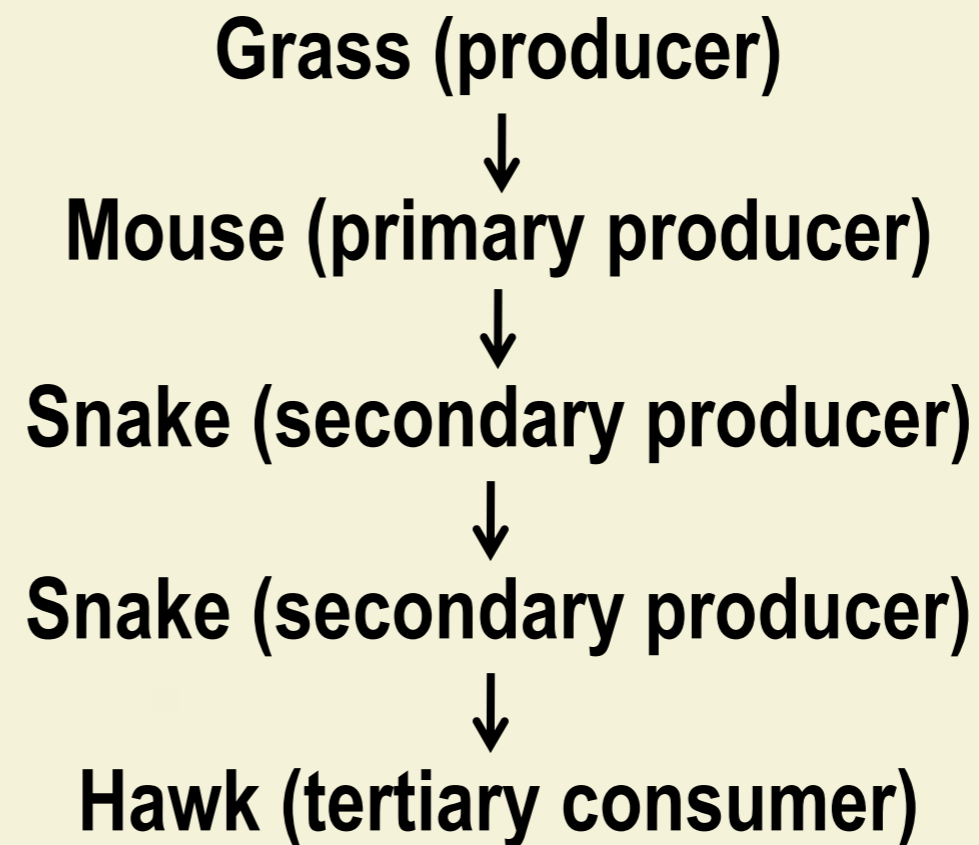 Grass (producer)
Mouse (primary producer)
Snake (secondary producer)
Snake (secondary producer)
Hawk (tertiary consumer)